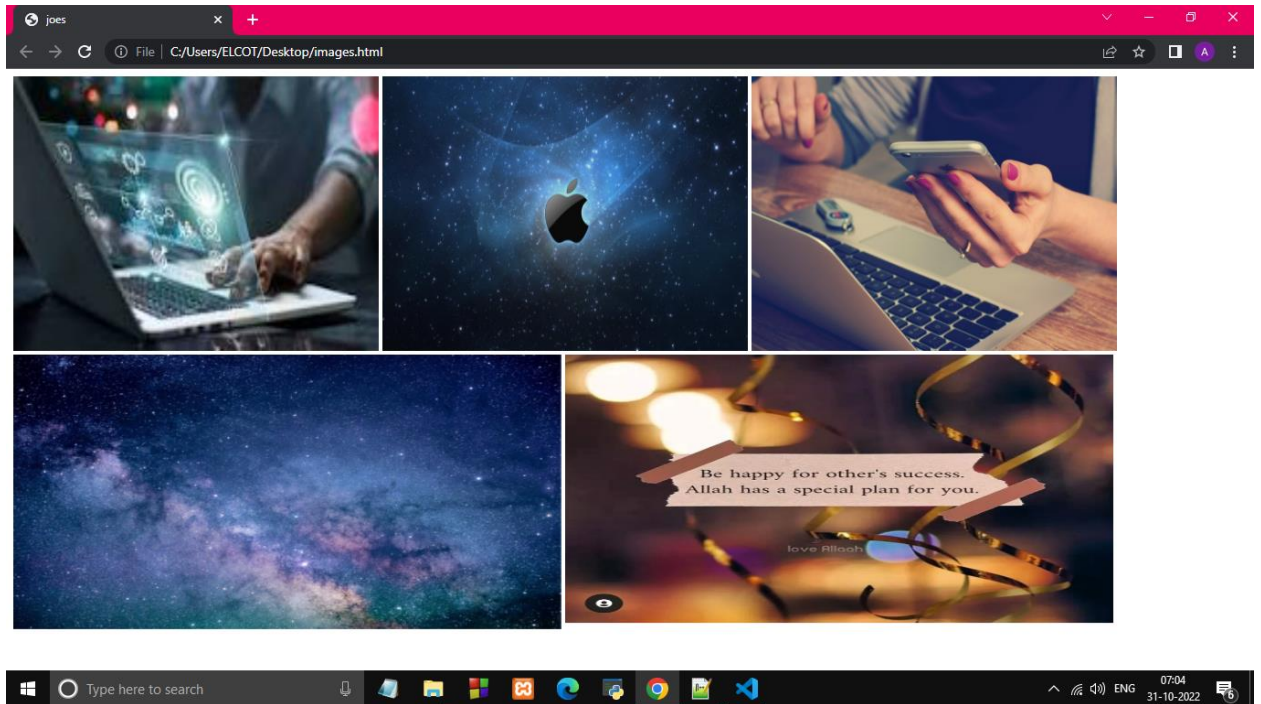 joes
File
C:/Users/ELCOT/Desktop/images.html
A
Be happy for other's success.
Allah has a special plan for you.
love Allaah
Type here to search
ENG
07:04
31-10-2022
6